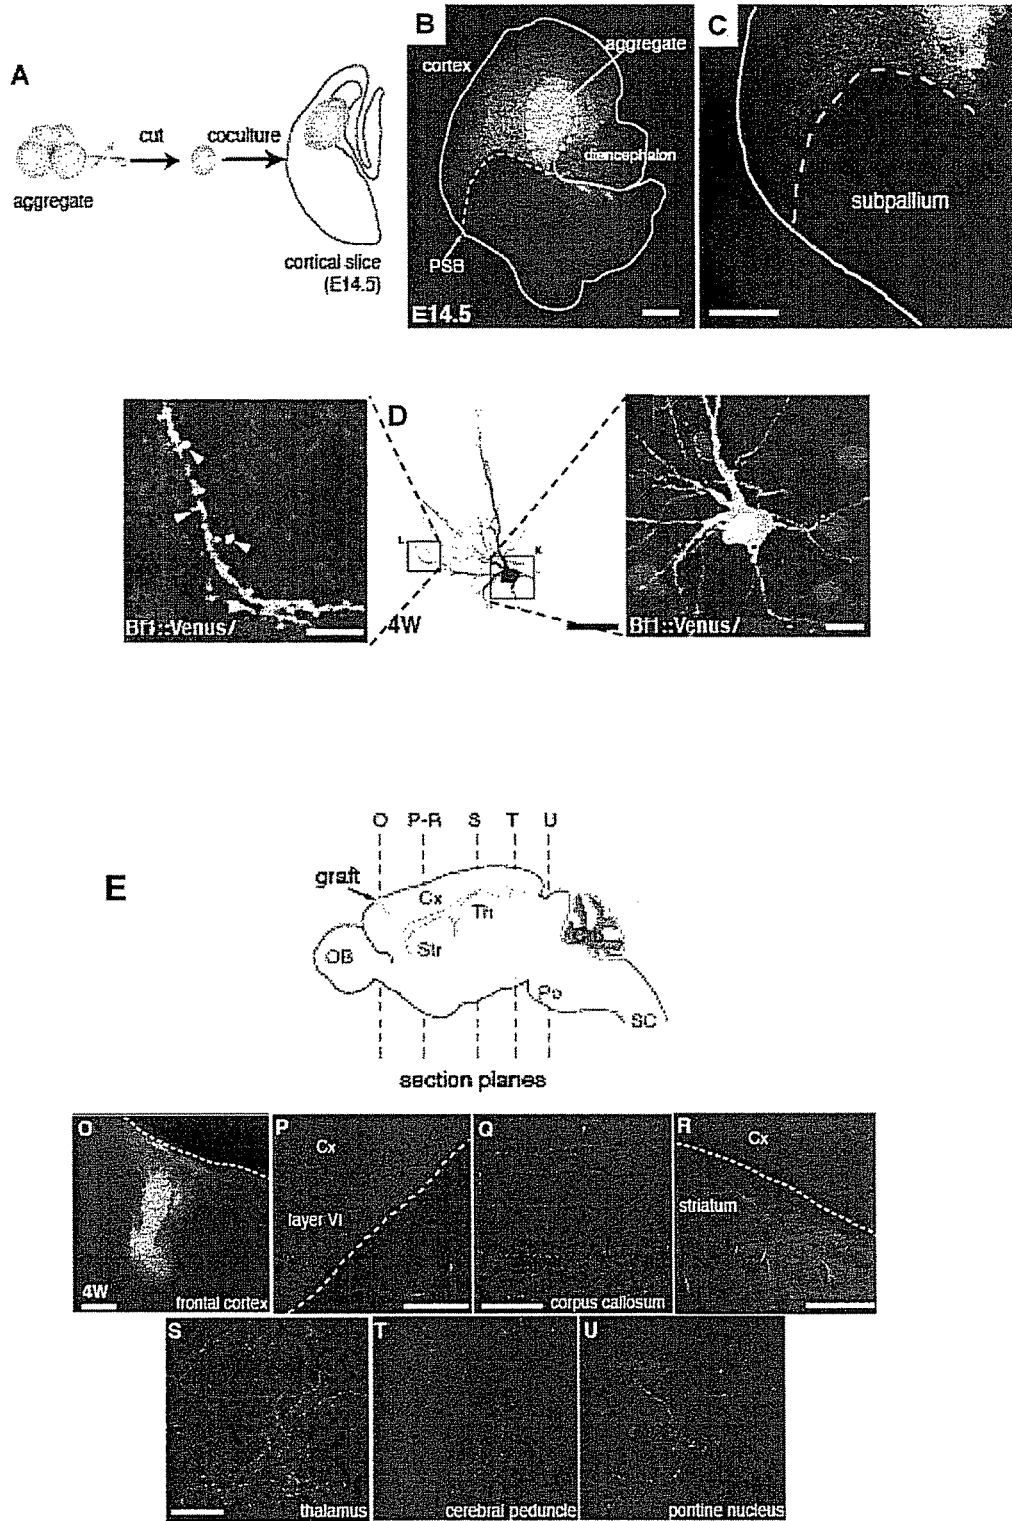 A
cut
coculture
aggregate
cortical slice
(E14.5)
B
cortex
aggregate
diencephalon
PSB
E14.5
C
subpallium
D
Bf1::Venus/
L
K
4W
Bf1::Venus/
E
O P-R S T U
graft
Cx
TH
OB
Str
Po
SC
section planes
O
4W
frontal cortex
P
Cx
layer VI
Q
corpus callosum
R
Cx
striatum
S
thalamus
T
cerebral peduncle
U
pontine nucleus